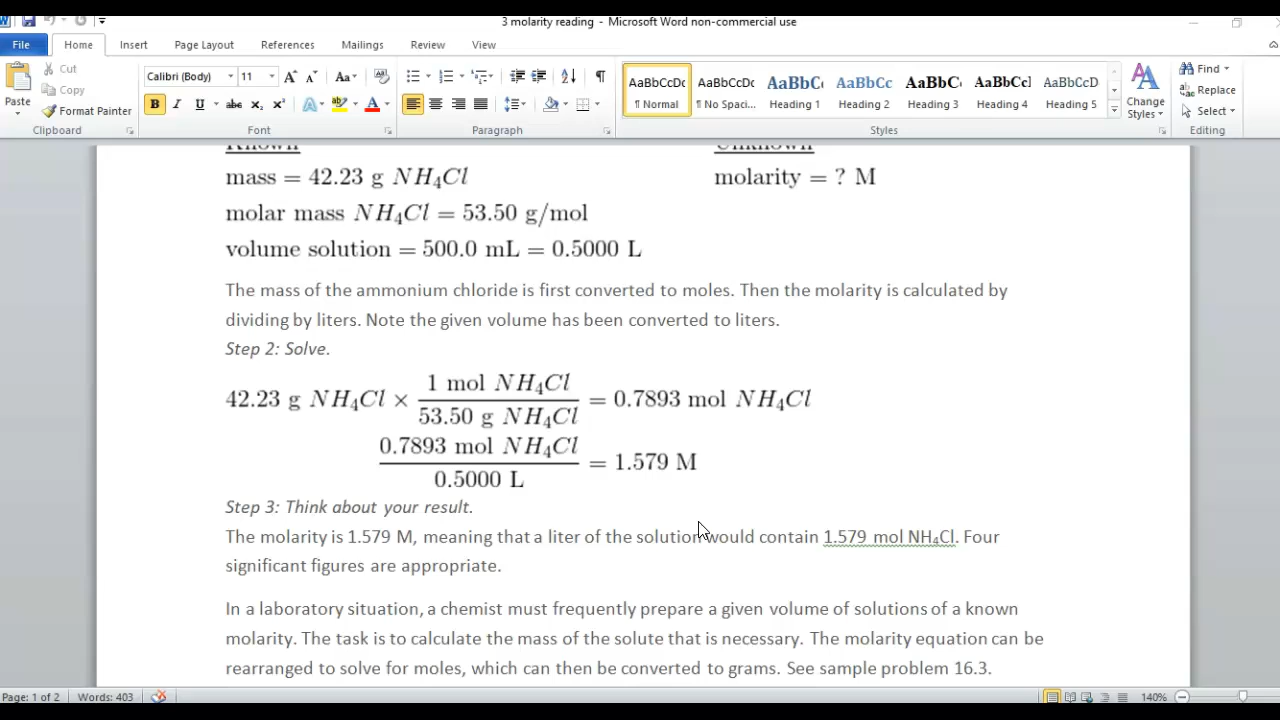 3 molarity reading - Microsoft Word non-commercial use
File Home Insert Page Layout References Mailings Review View
Paste Cut Copy Format Painter
Calibri (Body) 11
AaBbCcDc AaBbCcDc AaBbC AaBbCc AaBbC AaBbCc AaBbCcD
¶ Normal ¶ No Spaci... Heading 1 Heading 2 Heading 3 Heading 4 Heading 5
Change Styles
Find Replace Select
Clipboard Font Paragraph Styles Editing
Known Unknown
mass = 42.23 g NH₄Cl molarity = ? M
molar mass NH₄Cl = 53.50 g/mol
volume solution = 500.0 mL = 0.5000 L
The mass of the ammonium chloride is first converted to moles. Then the molarity is calculated by
dividing by liters. Note the given volume has been converted to liters.
Step 2: Solve.
42.23 g NH₄Cl × 1 mol NH₄Cl / 53.50 g NH₄Cl = 0.7893 mol NH₄Cl
0.7893 mol NH₄Cl / 0.5000 L = 1.579 M
Step 3: Think about your result.
The molarity is 1.579 M, meaning that a liter of the solution would contain 1.579 mol NH₄Cl. Four
significant figures are appropriate.
In a laboratory situation, a chemist must frequently prepare a given volume of solutions of a known
molarity. The task is to calculate the mass of the solute that is necessary. The molarity equation can be
rearranged to solve for moles, which can then be converted to grams. See sample problem 16.3.
Page: 1 of 2 Words: 403 140%